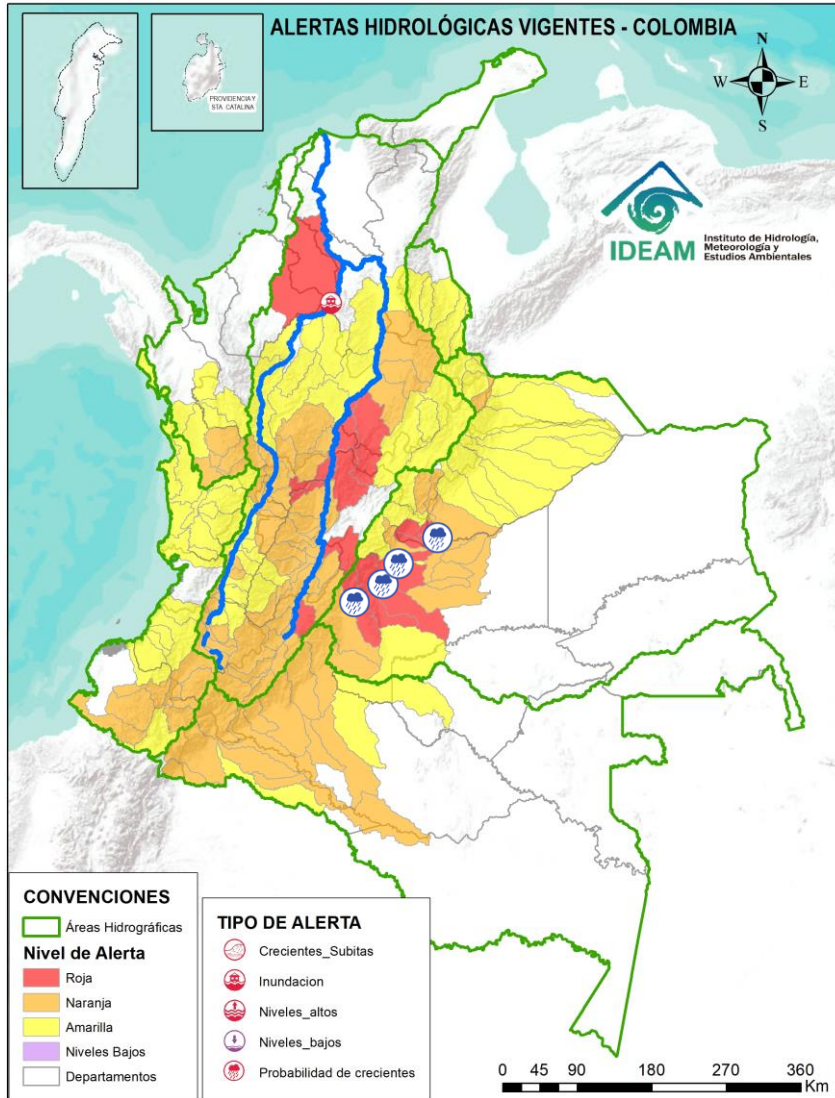 ALERTAS HIDROLÓGICAS VIGENTES - COLOMBIA
PROVIDENCIA Y
STA. CATALINA
N
W
E
S
IDEAM
Instituto de Hidrología,
Meteorología y
Estudios Ambientales
CONVENCIONES
Áreas Hidrográficas
Nivel de Alerta
Roja
Naranja
Amarilla
Niveles Bajos
Departamentos
TIPO DE ALERTA
Crecientes_Subitas
Inundacion
Niveles_altos
Niveles_bajos
Probabilidad de crecientes
0 45 90 180 270 360
Km